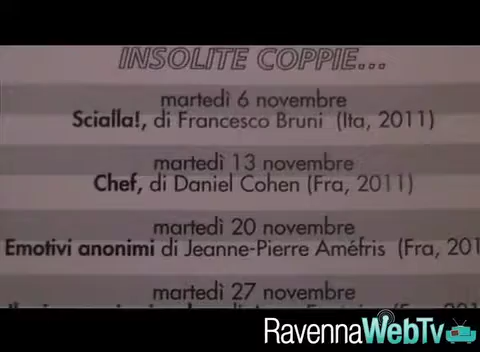 INSOLITE COPPIE...
martedì 6 novembre
Scialla!, di Francesco Bruni (Ita, 2011)
martedì 13 novembre
Chef, di Daniel Cohen (Fra, 2011)
martedì 20 novembre
Emotivi anonimi di Jeanne-Pierre Améfris (Fra, 201
martedì 27 novembre
RavennaWebTv